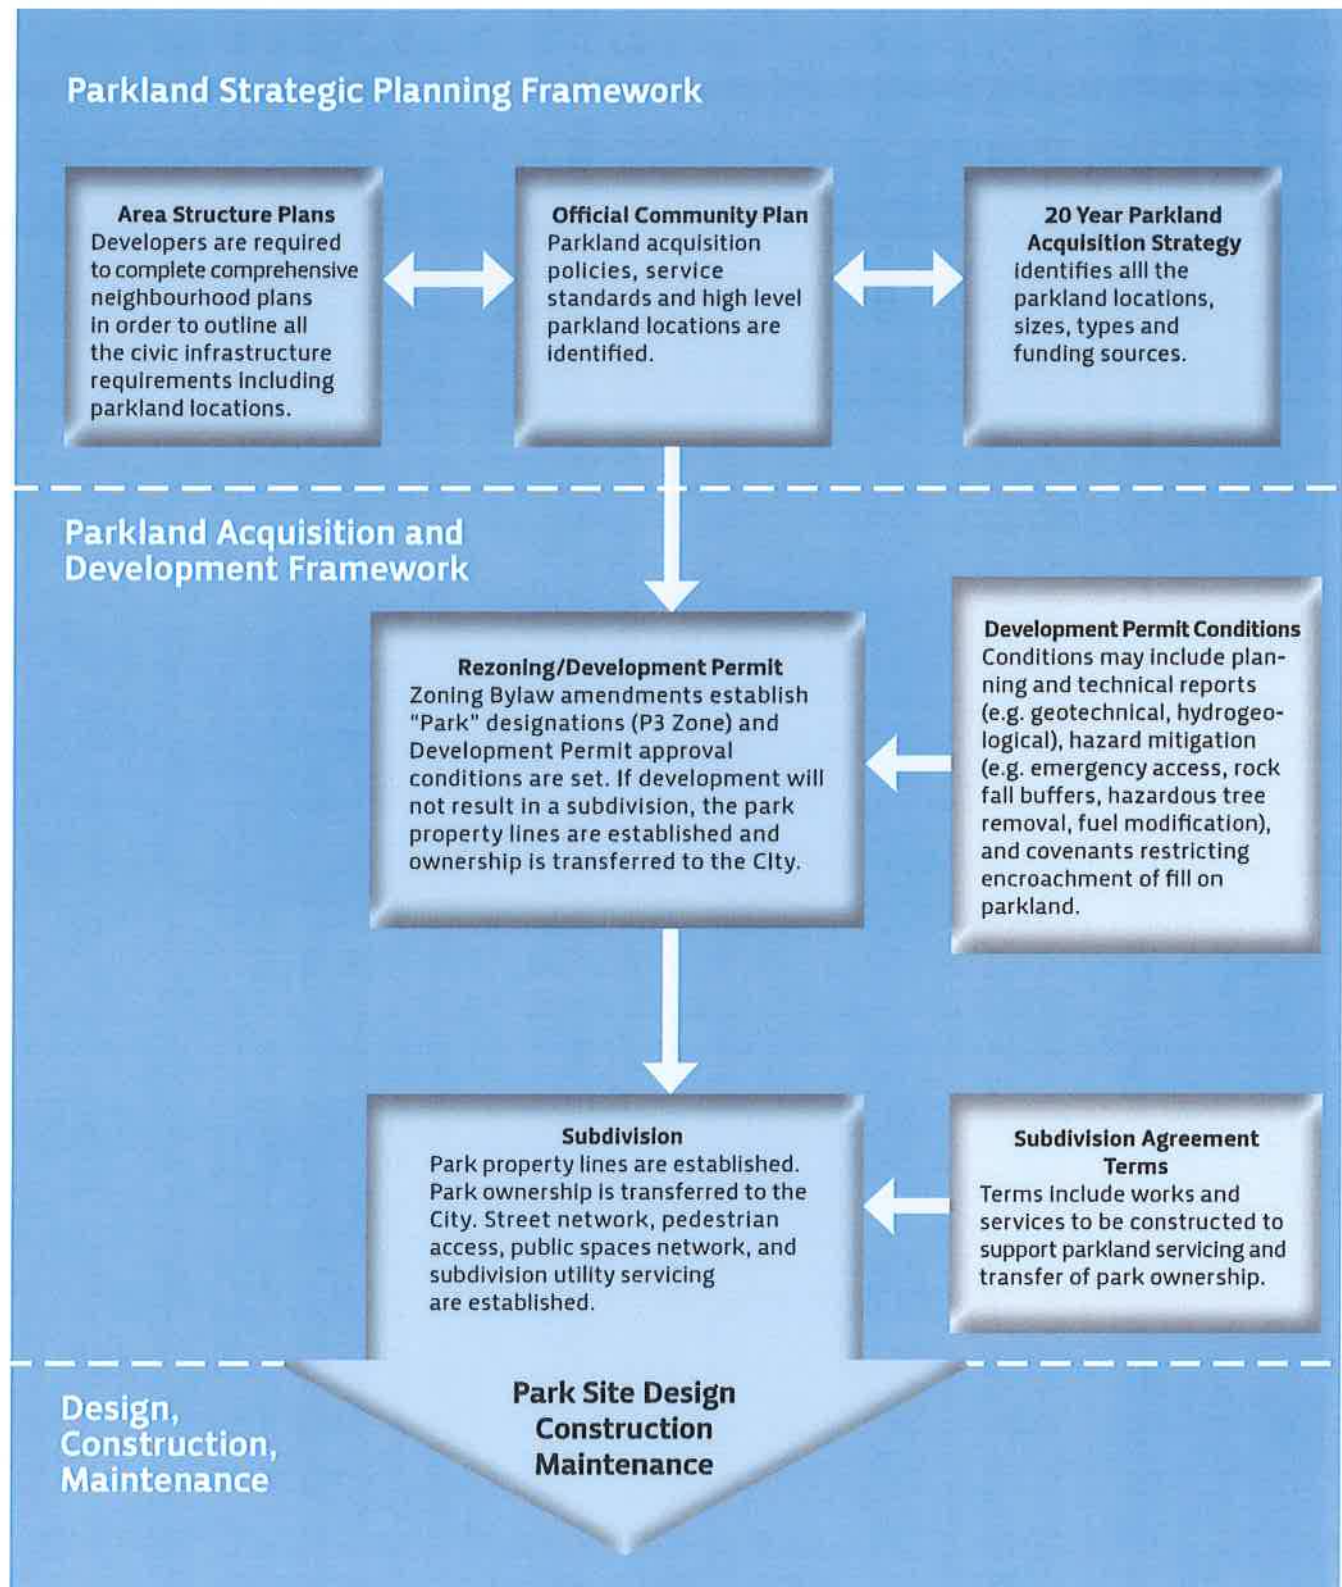 Parkland Strategic Planning Framework
Area Structure Plans
Developers are required
to complete comprehensive
neighbourhood plans
in order to outline all
the civic infrastructure
requirements including
parkland locations.
Official Community Plan
Parkland acquisition
policies, service
standards and high level
parkland locations are
identified.
20 Year Parkland
Acquisition Strategy
identifies alll the
parkland locations,
sizes, types and
funding sources.
Parkland Acquisition and
Development Framework
Rezoning/Development Permit
Zoning Bylaw amendments establish
"Park" designations (P3 Zone) and
Development Permit approval
conditions are set. If development will
not result in a subdivision, the park
property lines are established and
ownership is transferred to the CIty.
Development Permit Conditions
Conditions may include plan-
ning and technical reports
(e.g. geotechnical, hydrogeo-
logical), hazard mitigation
(e.g. emergency access, rock
fall buffers, hazardous tree
removal, fuel modification),
and covenants restricting
encroachment of fill on
parkland.
Subdivision
Park property lines are established.
Park ownership is transferred to the
City. Street network, pedestrian
access, public spaces network, and
subdivision utility servicing
are established.
Subdivision Agreement
Terms
Terms include works and
services to be constructed to
support parkland servicing and
transfer of park ownership.
Design,
Construction,
Maintenance
Park Site Design
Construction
Maintenance